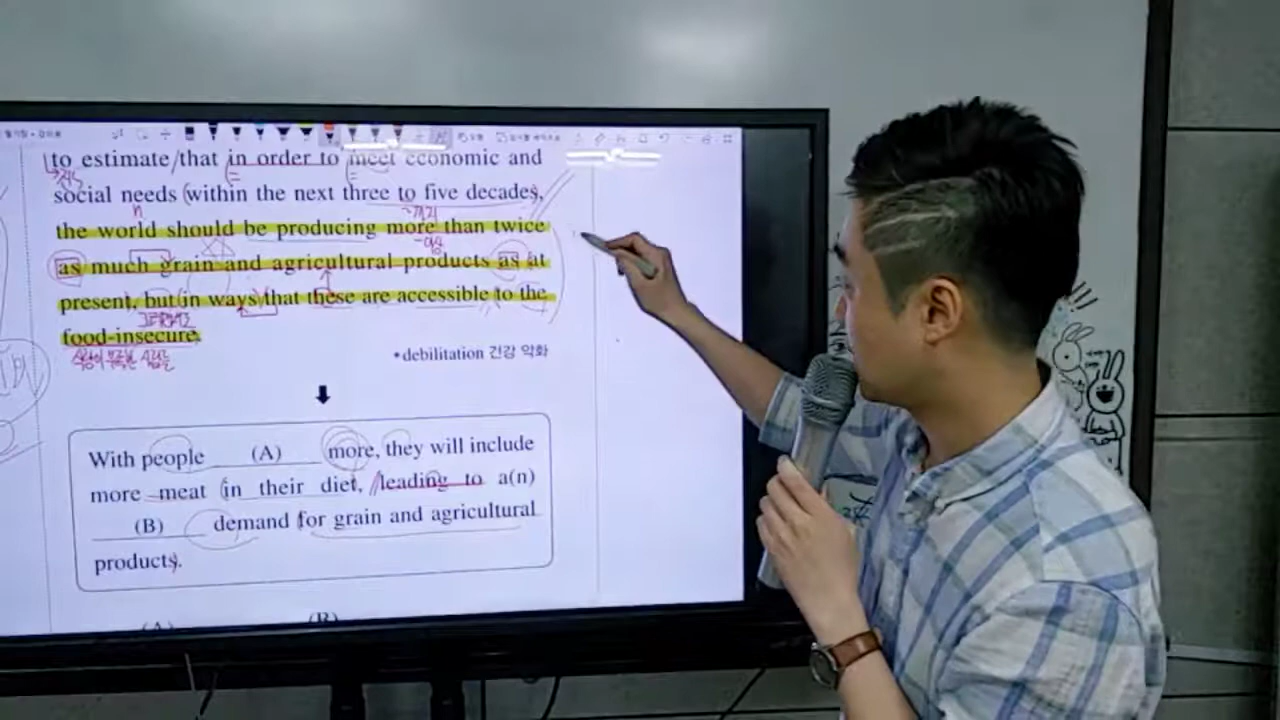 to estimate that in order to meet economic and
social needs within the next three to five decades,
the world should be producing more than twice
as much grain and agricultural products as at
present, but in ways that these are accessible to the
food-insecure.
*debilitation 건강 악화
With people (A) more, they will include
more meat in their diet, leading to a(n)
(B) demand for grain and agricultural
products.
(A) (B)